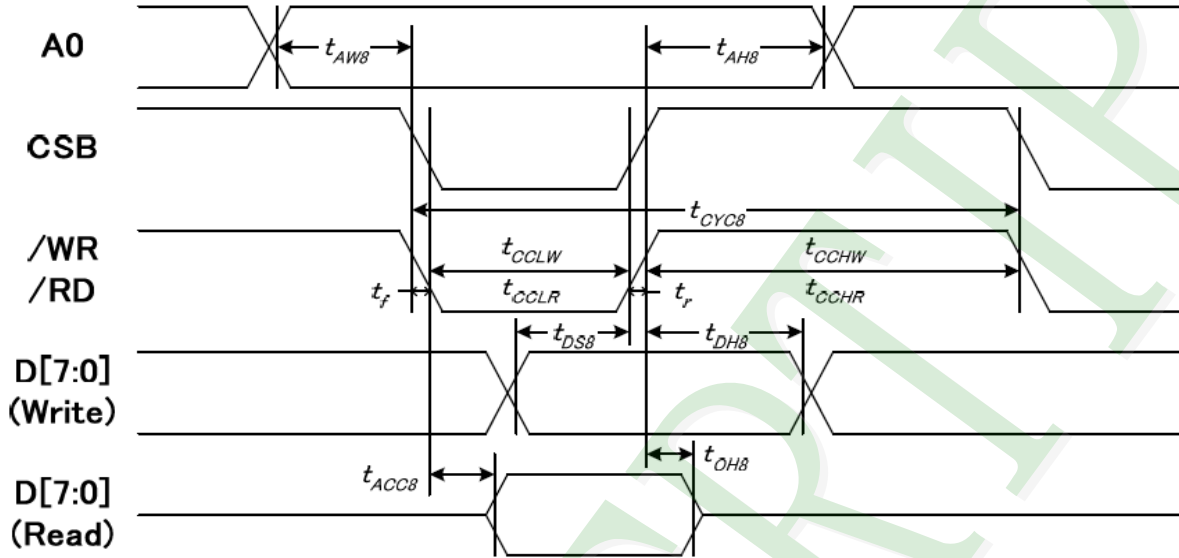 A0
tAW8
tAH8
CSB
tCYC8
/WR
/RD
tCCLW
tCCHW
tf
tCCLR
tr
tCCHR
tDS8
tDH8
D[7:0]
(Write)
tACC8
tOH8
D[7:0]
(Read)